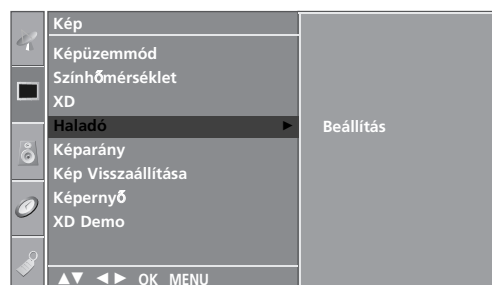 Kép
Képüzemmód
Színhőmérséklet
XD
Haladó ►
Beállítás
Képarány
Kép Visszaállítása
Képernyő
XD Demo
▲▼ ◄► OK MENU